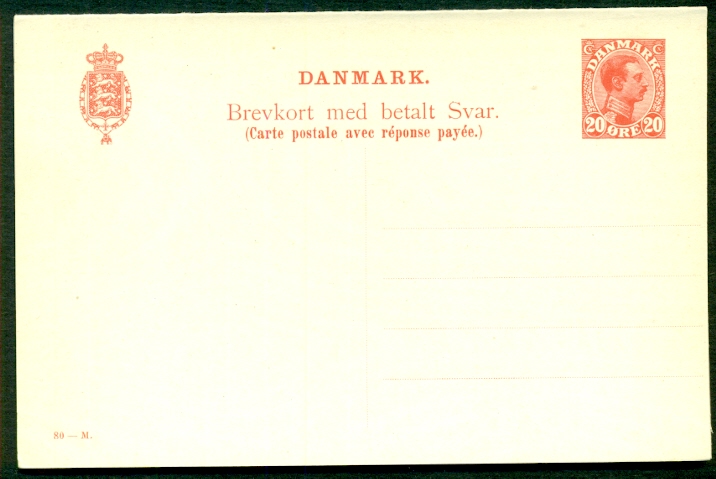 DANMARK.
Brevkort med betalt Svar.
(Carte postale avec réponse payée.)
DANMARK
20 ØRE 20
80 — M.